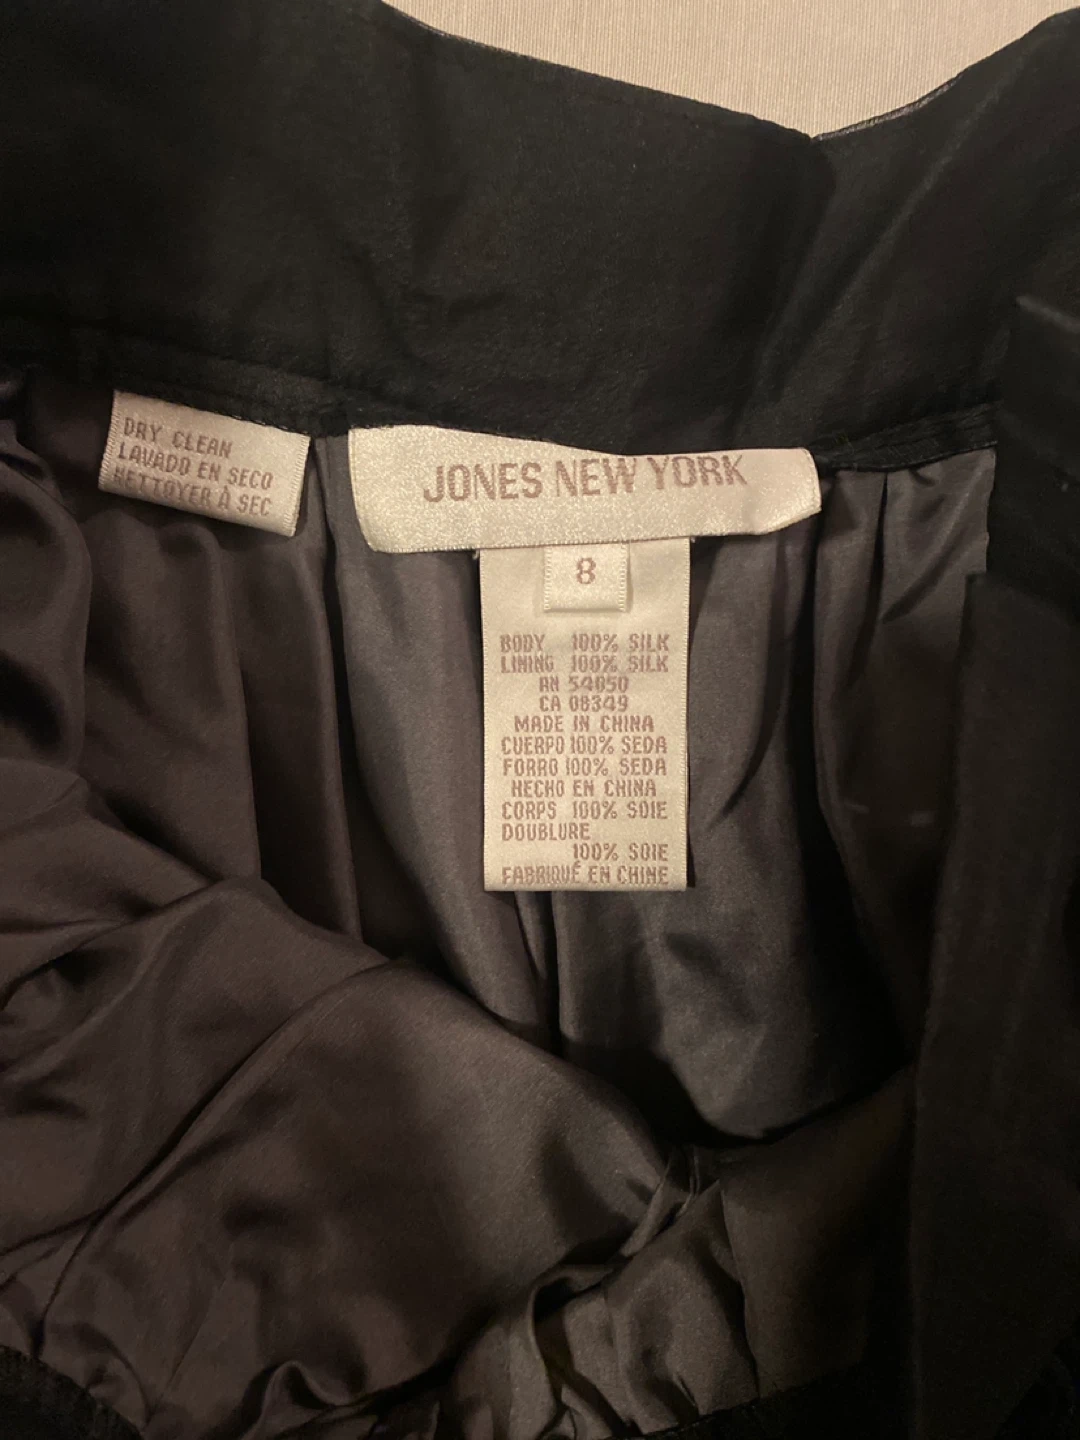 DRY CLEAN
LAVADO EN SECO
NETTOYER À SEC
JONES NEW YORK
8
BODY 100% SILK
LINING 100% SILK
RN 54050
CA 08349
MADE IN CHINA
CUERPO 100% SEDA
FORRO 100% SEDA
HECHO EN CHINA
CORPS 100% SOIE
DOUBLURE
100% SOIE
FABRIQUÉ EN CHINE